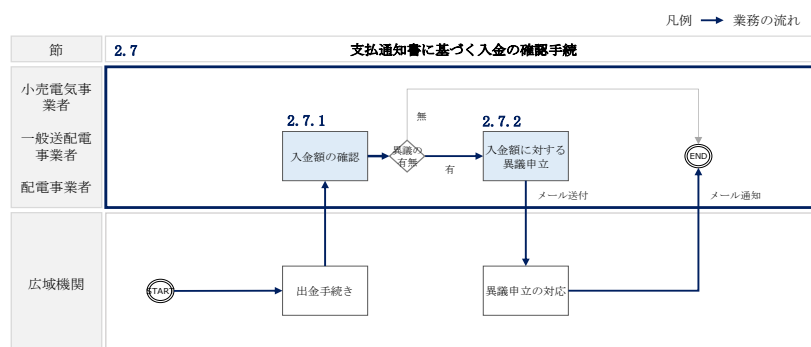 凡例 業務の流れ
節 2.7 支払通知書に基づく入金の確認手続
小売電気事
業者
一般送配電
事業者
配電事業者
2.7.1
入金額の確認
異議の
有無
無
有
2.7.2
入金額に対する
異議申立
END
メール送付
メール通知
広域機関
START
出金手続き
異議申立の対応